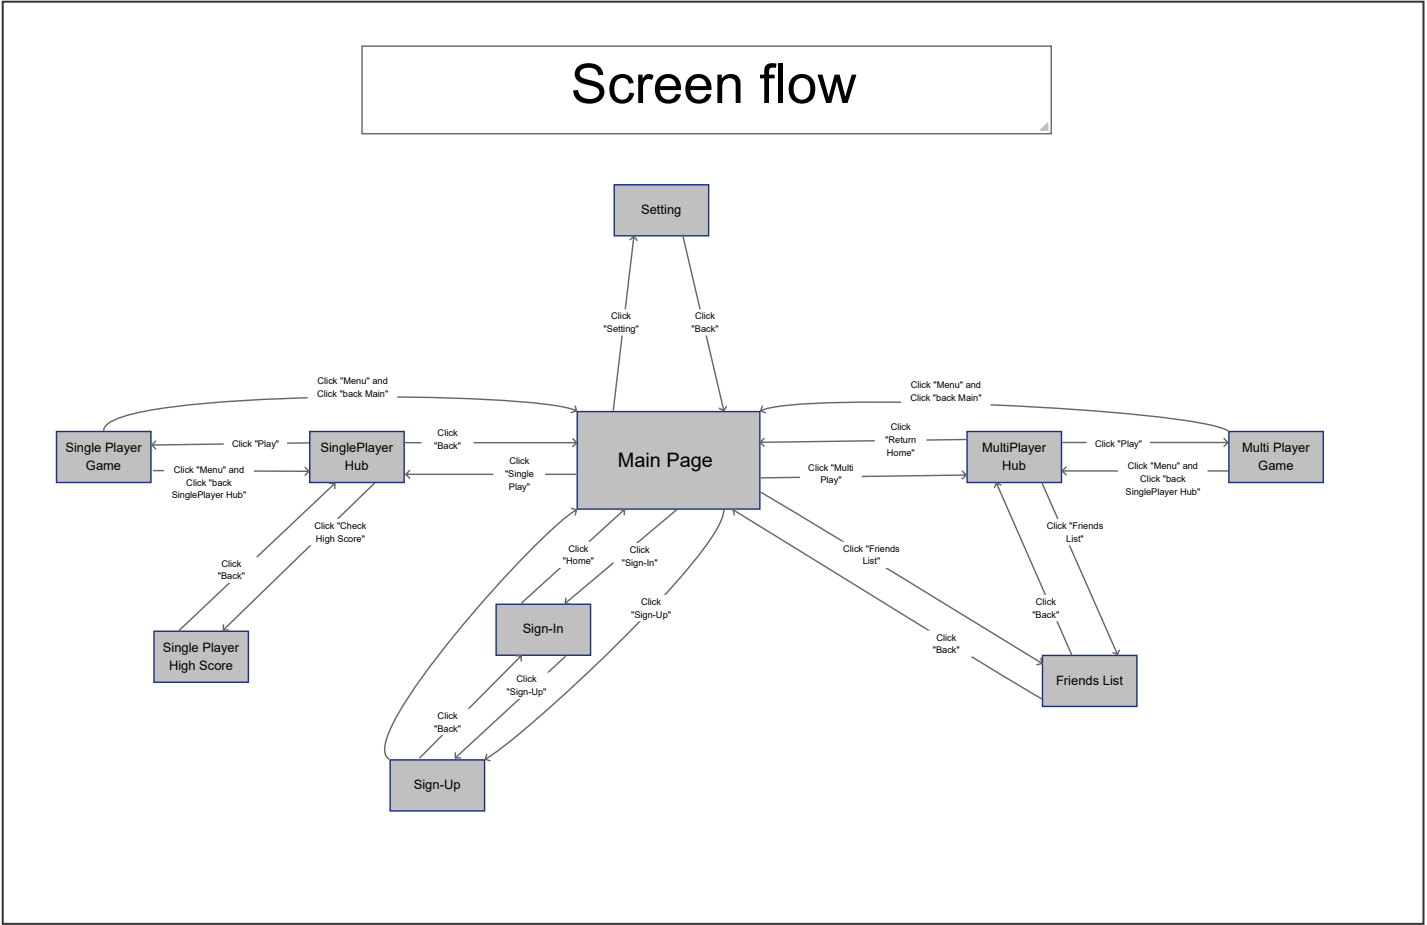 Screen flow
Setting
Click
"Setting"
Click
"Back"
Click "Menu" and
Click "back Main"
Click "Menu" and
Click "back Main"
Single Player
Game
Click "Play"
Click "Menu" and
Click "back
SinglePlayer Hub"
SinglePlayer
Hub
Click
"Back"
Click
"Single
Play"
Main Page
Click
"Return
Home"
Click "Multi
Play"
MultiPlayer
Hub
Click "Play"
Click "Menu" and
Click "back
SinglePlayer Hub"
Multi Player
Game
Click "Check
High Score"
Click
"Back"
Click
"Home"
Click
"Sign-In"
Click "Friends
List"
Click "Friends
List"
Click
"Sign-Up"
Click
"Back"
Sign-In
Single Player
High Score
Click
"Back"
Friends List
Click
"Sign-Up"
Click
"Back"
Sign-Up